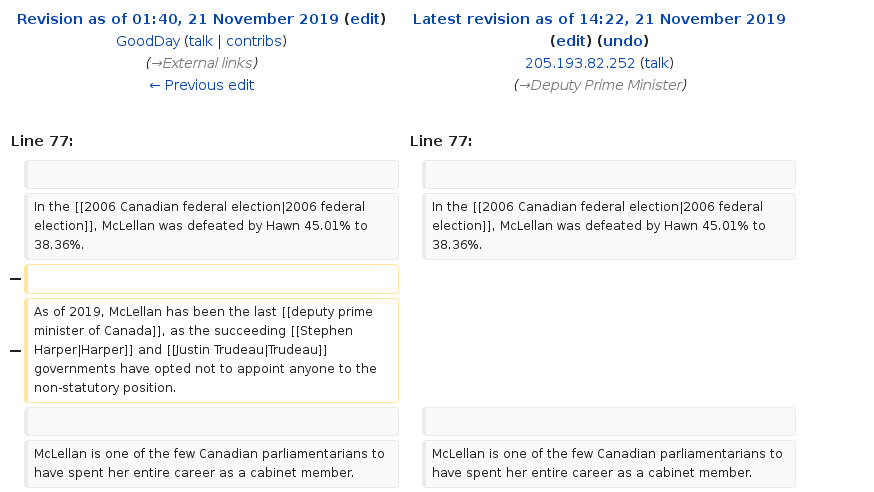 Revision as of 01:40, 21 November 2019 (edit)
GoodDay (talk | contribs)
(→External links)
← Previous edit
Latest revision as of 14:22, 21 November 2019
(edit) (undo)
205.193.82.252 (talk)
(→Deputy Prime Minister)
Line 77:
Line 77:
In the [[2006 Canadian federal election|2006 federal
election]], McLellan was defeated by Hawn 45.01% to
38.36%.
In the [[2006 Canadian federal election|2006 federal
election]], McLellan was defeated by Hawn 45.01% to
38.36%.
−
−
As of 2019, McLellan has been the last [[deputy prime
minister of Canada]], as the succeeding [[Stephen
Harper|Harper]] and [[Justin Trudeau|Trudeau]]
governments have opted not to appoint anyone to the
non-statutory position.
McLellan is one of the few Canadian parliamentarians to
have spent her entire career as a cabinet member.
McLellan is one of the few Canadian parliamentarians to
have spent her entire career as a cabinet member.